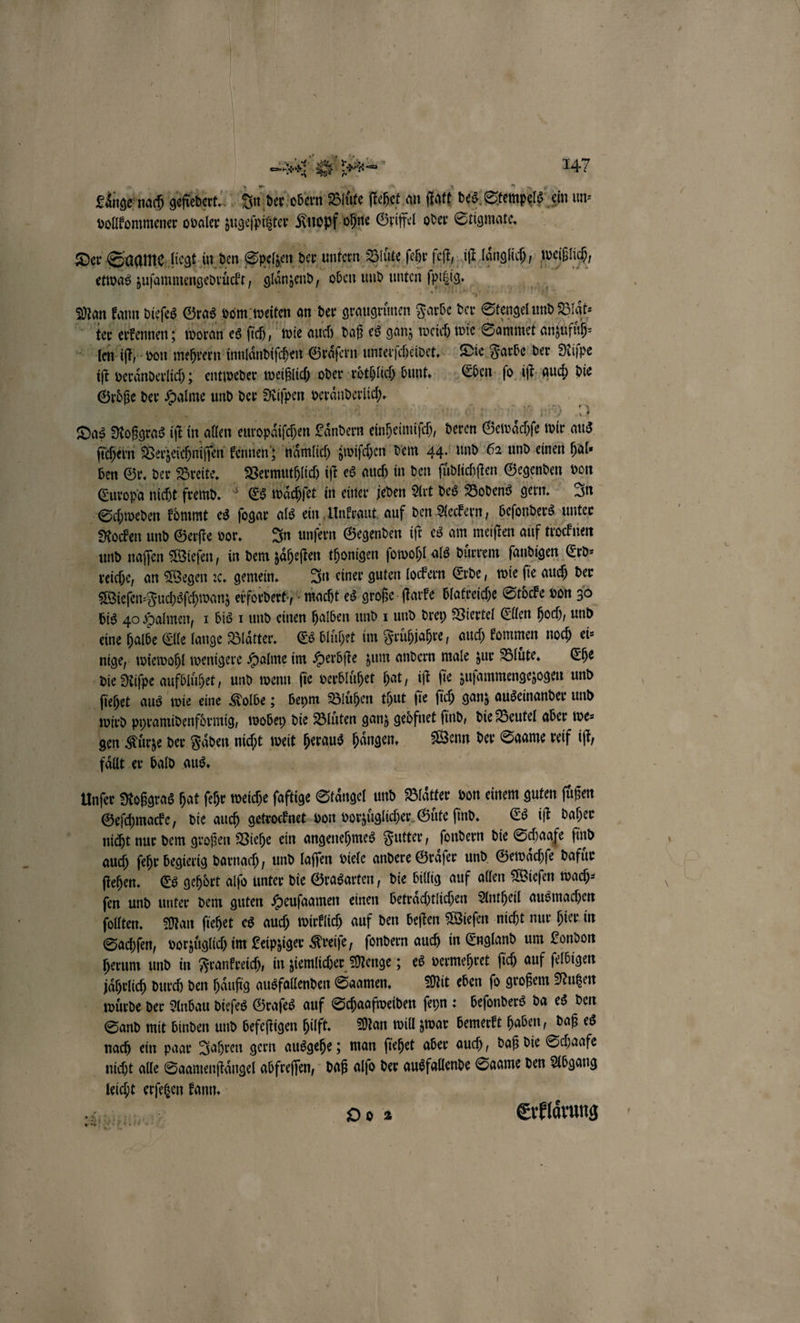 147
Länge nach gefiedert. In der obern Blüte stehet an statt des Stempels ein un=
vollkommener ovaler zugespitzter Knopf ohne Griffel oder Stigmate.
Der Saame liegt in den Spelzen der untern Blüte sehr fest, ist länglich, weißlich,
etwas zusammengedrückt, glänzend, oben und unten spitzig.
Man kann dieses Gras vom weiten an der graugrünen Farbe der Stengel und Blät=
ter erkennen; woran es sich, wie auch daß es ganz weich wie Sammet anzufüh=
len ist, von mehrern innländischen Gräsern unterscheidet. Die Farbe der Rispe
ist veränderlich; entweder weißlich oder röthlich bunt. Eben so ist auch die
Größe der Halme und der Rispen veränderlich.
Das Roßgras ist in allen europäischen Ländern einheimisch, deren Gewächse wir aus
sichern Verzeichnissen kennen; nämlich zwischen dem 44. und 62 und einen hal=
ben Gr. der Breite. Vermuthlich ist es auch in den südlichsten Gegenden von
Europa nicht fremd. Es wächset in einer jeden Art des Bodens gern. In
Schweden kömmt es sogar als ein Unkraut auf den Aeckern, besonders unter
Rocken und Gerste vor. In unsern Gegenden ist es am meisten auf trocknen
und nassen Wiesen, in dem zähesten thonigen sowohl als dürrem sandigen Erd=
reiche, an Wegen ꝛc. gemein. In einer guten lockern Erde, wie sie auch der
Wiesen=Fuchsschwanz erfordert, macht es große starke blatreiche Stöcke von 30
bis 40 Halmen, 1 bis 1 und einen halben und 1 und drey Viertel Ellen hoch, und
eine halbe Elle lange Blätter. Es blühet im Frühjahre, auch kommen noch ei=
nige, wiewohl wenigere Halme im Herbste zum andern male zur Blüte. Ehe
die Rispe aufblühet, und wenn sie verblühet hat, ist sie zusammengezogen und
siehet aus wie eine Kolbe; beym Blühen thut sie sich ganz auseinander und
wird pyramidenförmig, wobey die Blüten ganz geöfnet sind, die Beutel aber we=
gen Kürze der Fäden nicht weit heraus hängen. Wenn der Saame reif ist,
fällt er bald aus.
Unser Roßgras hat sehr weiche saftige Stängel und Blätter von einem guten süßen
Geschmacke, die auch getrocknet von vorzüglicher Güte sind. Es ist daher
nicht nur dem großen Viehe ein angenehmes Futter, sondern die Schaafe sind
auch sehr begierig darnach, und lassen viele andere Gräser und Gewächse dafür
stehen. Es gehört also unter die Grasarten, die billig auf allen Wiesen wach=
sen und unter dem guten Heusaamen einen beträchtlichen Antheil ausmachen
sollten. Man siehet es auch wirklich auf den besten Wiesen nicht nur hier in
Sachsen, vorzüglich im Leipziger Kreise, sondern auch in England um London
herum und in Frankreich, in ziemlicher Menge; es vermehret sich auf selbigen
jährlich durch den häufig ausfallenden Saamen. Mit eben so großem Nutzen
würde der Anbau dieses Grases auf Schaafweiden seyn: besonders da es den
Sand mit binden und befestigen hilft. Man will zwar bemerkt haben, daß es
nach ein paar Jahren gern ausgehe; man siehet aber auch, daß die Schaafe
nicht alle Saamenstängel abfressen, daß also der ausfallende Saame den Abgang
leicht ersetzen kann.
Oo 2 Erklärung